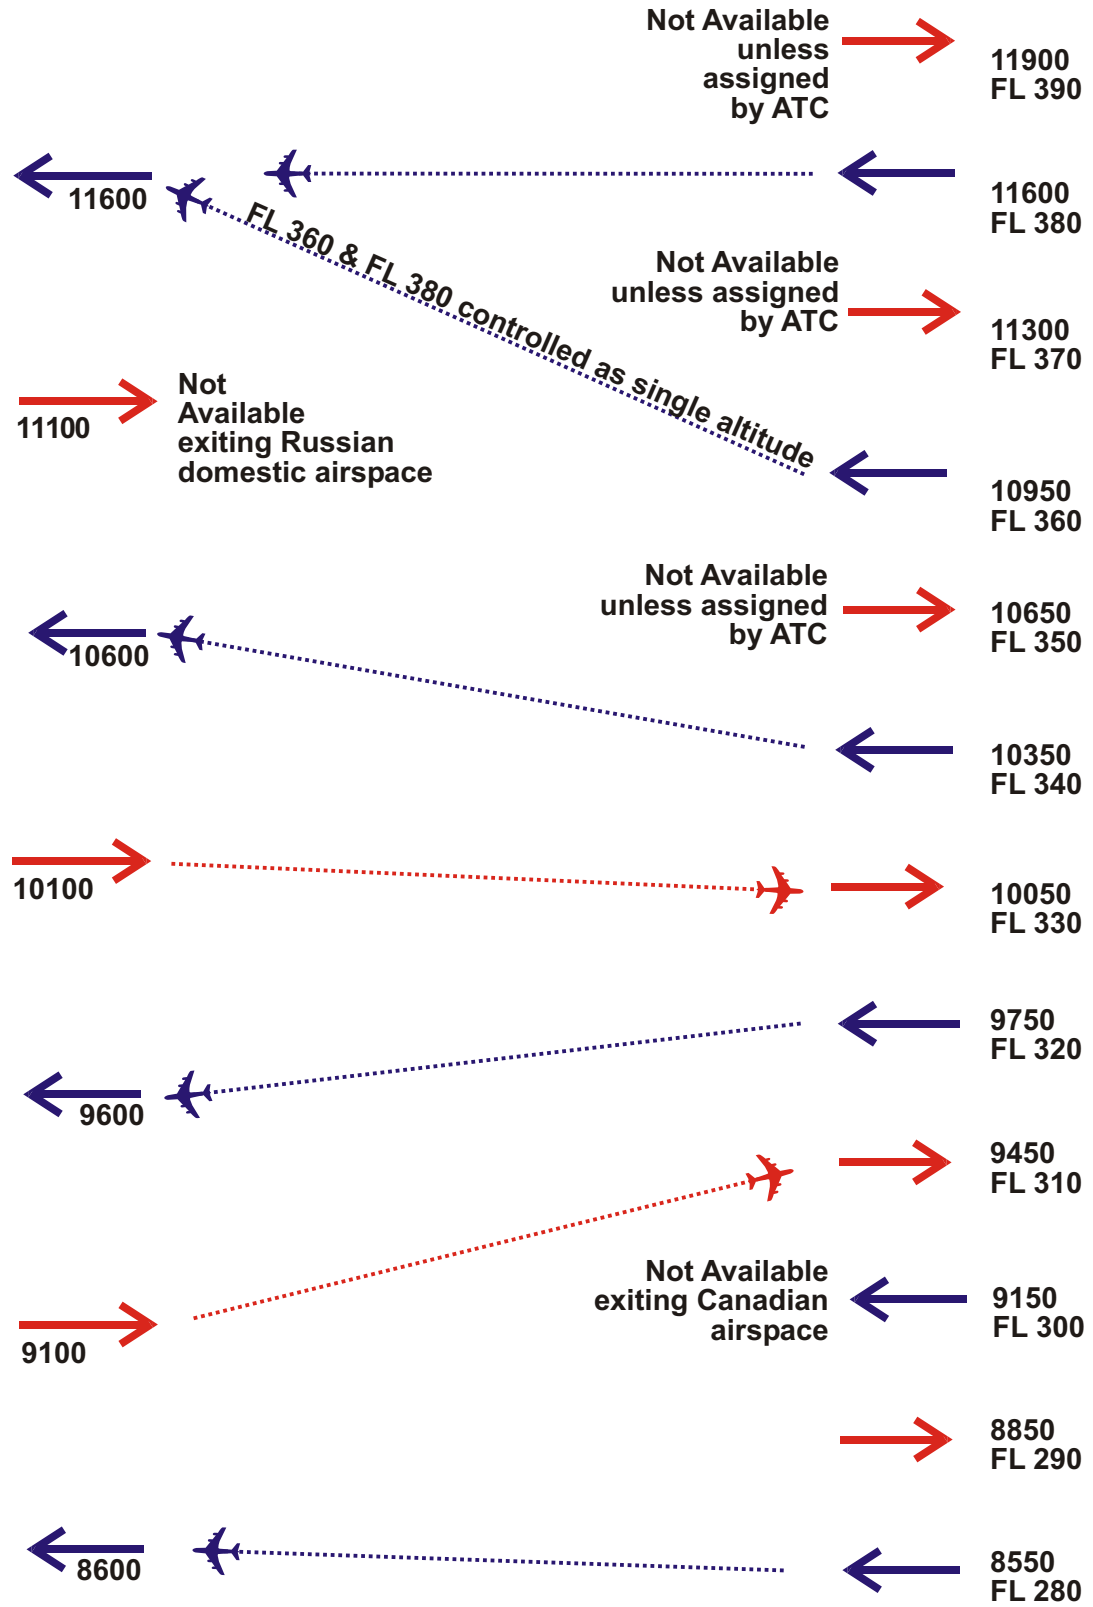 Not Available
unless
assigned
by ATC
11900
FL 390
11600
11600
FL 380
FL 360 & FL 380 controlled as single altitude
Not Available
unless assigned
by ATC
11300
FL 370
11100
Not
Available
exiting Russian
domestic airspace
10950
FL 360
Not Available
unless assigned
by ATC
10650
FL 350
10600
10350
FL 340
10100
10050
FL 330
9750
FL 320
9600
9450
FL 310
Not Available
exiting Canadian
airspace
9150
FL 300
9100
8850
FL 290
8600
8550
FL 280